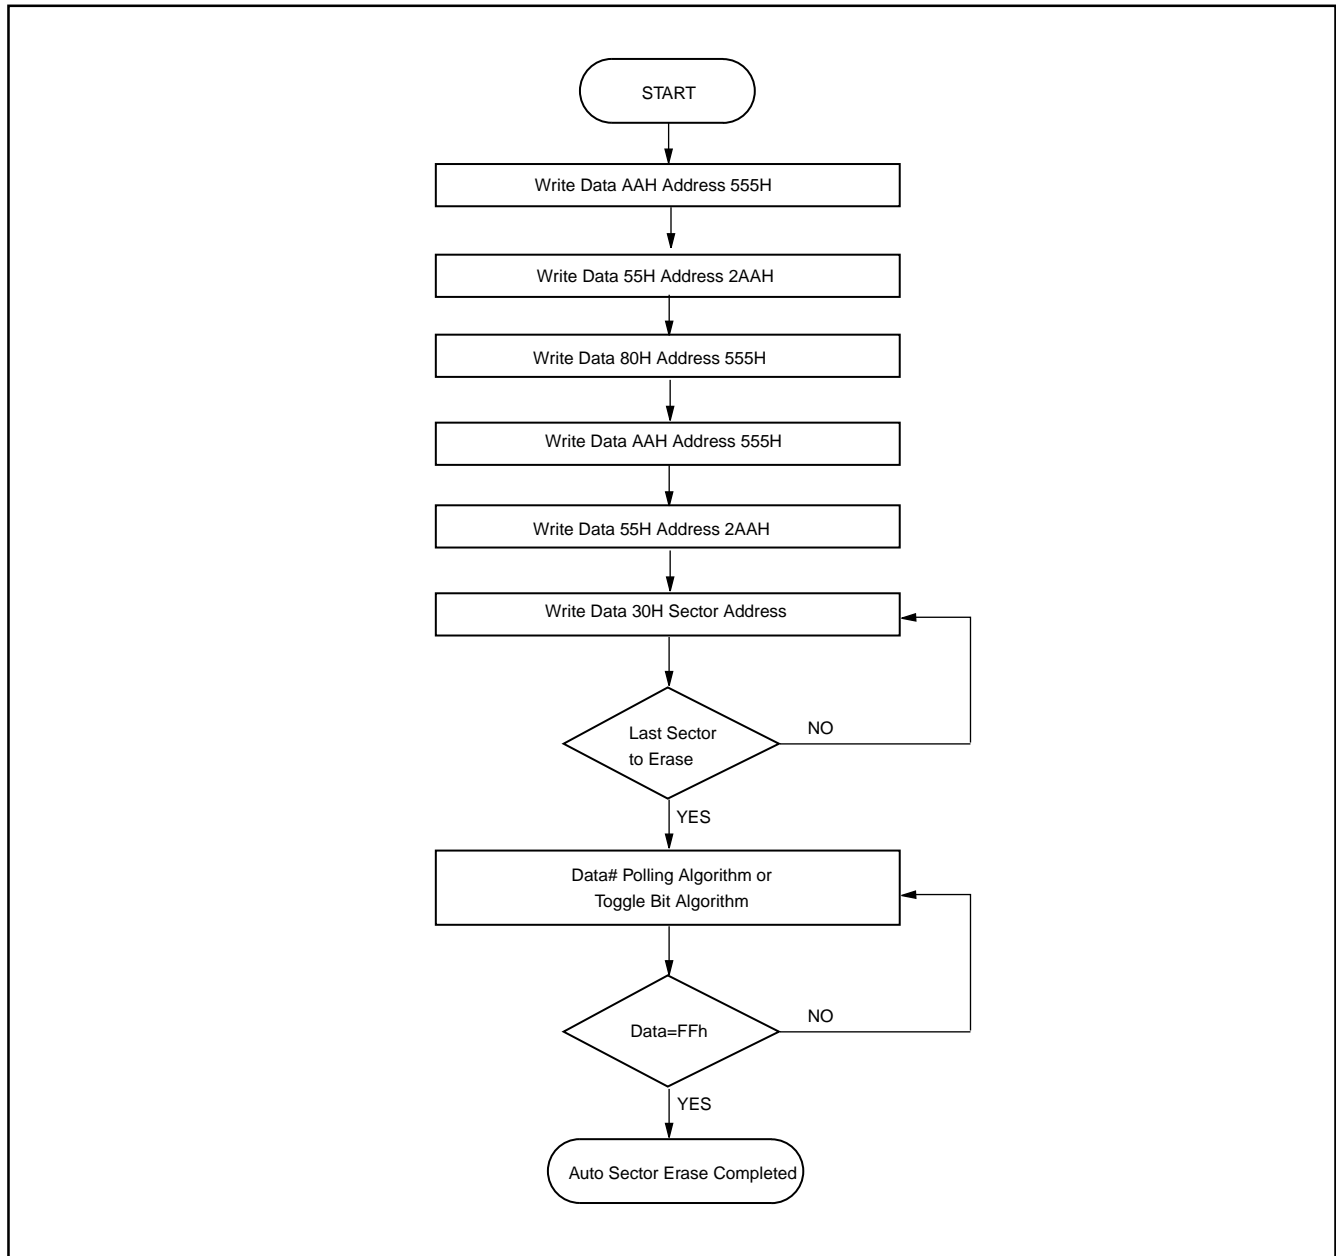 START
Write Data AAH Address 555H
Write Data 55H Address 2AAH
Write Data 80H Address 555H
Write Data AAH Address 555H
Write Data 55H Address 2AAH
Write Data 30H Sector Address
Last Sector
to Erase
NO
YES
Data# Polling Algorithm or
Toggle Bit Algorithm
Data=FFh
NO
YES
Auto Sector Erase Completed